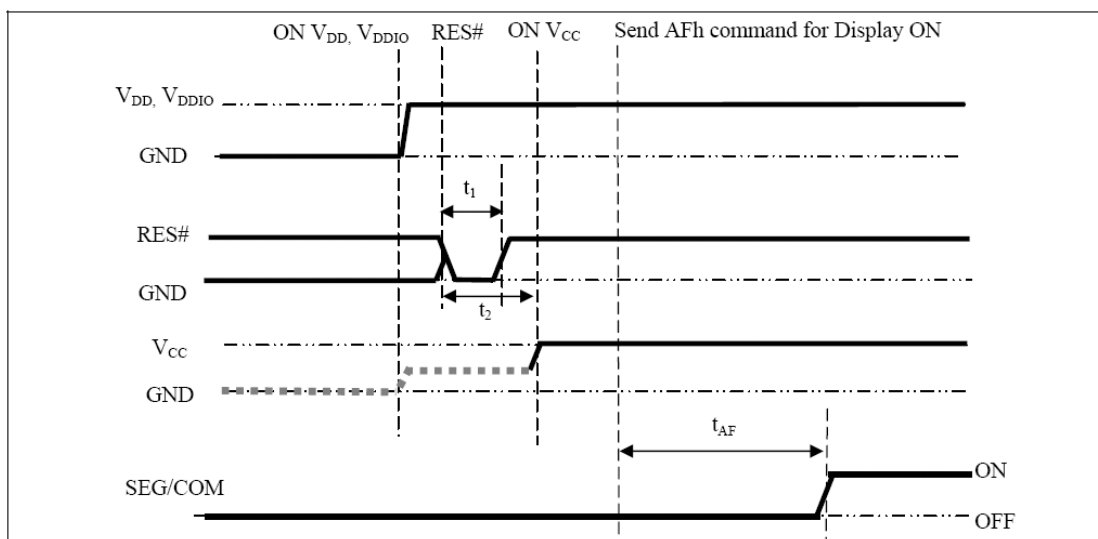 ON VDD, VDDIO RES# ON VCC Send AFh command for Display ON
VDD, VDDIO
GND
t1
RES#
GND
t2
VCC
GND
tAF
SEG/COM
ON
OFF